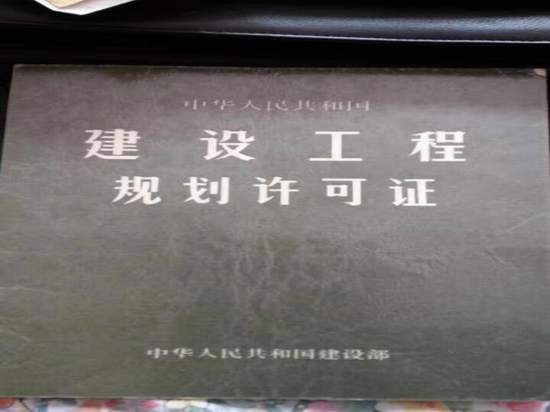 中华人民共和国
建设工程
规划许可证
中华人民共和国建设部